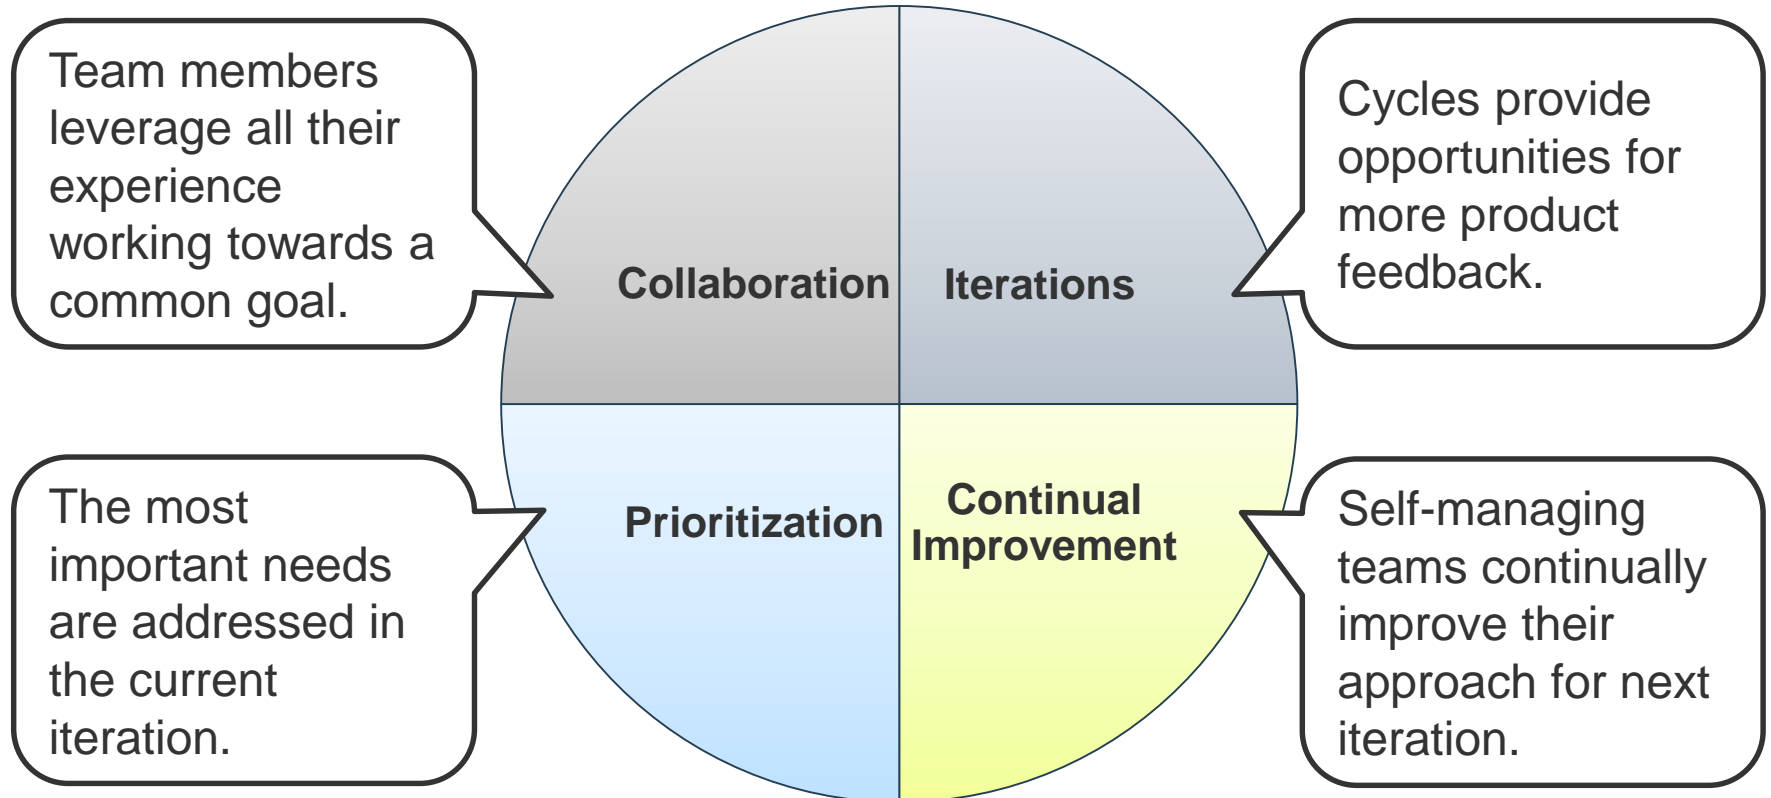 Team members
leverage all their
experience
working towards a
common goal.
Collaboration
Iterations
Cycles provide
opportunities for
more product
feedback.
The most
important needs
are addressed in
the current
iteration.
Prioritization
Continual
Improvement
Self-managing
teams continually
improve their
approach for next
iteration.